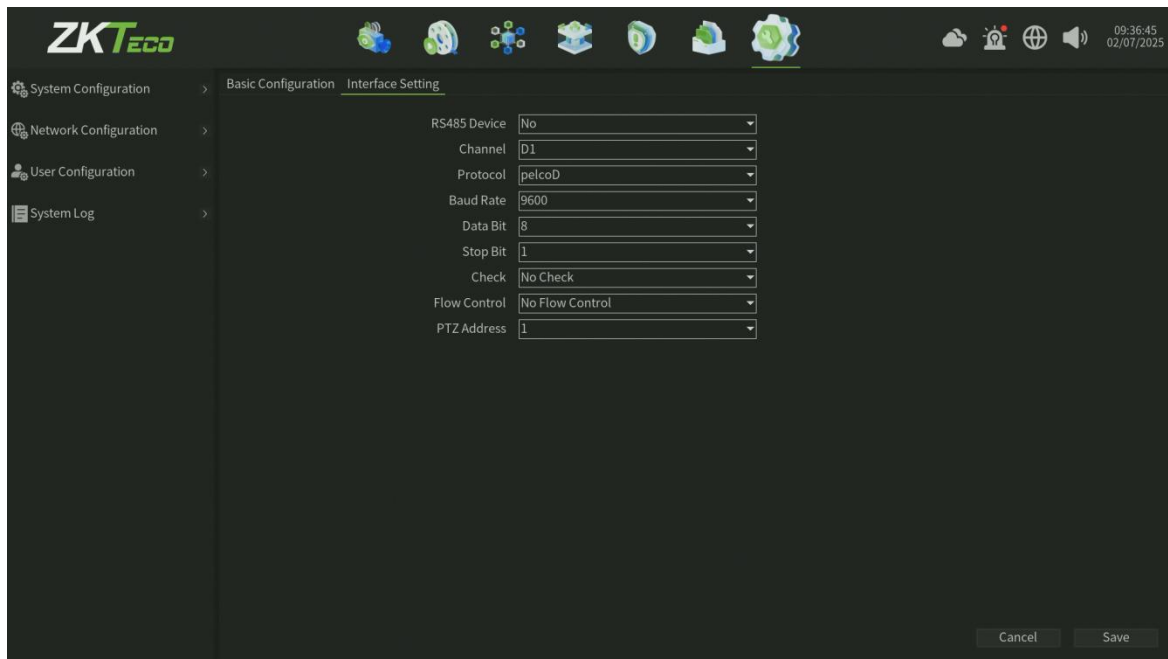 ZKTeco
09:36:45
02/07/2025
System Configuration
Network Configuration
User Configuration
System Log
Basic Configuration Interface Setting
RS485 Device No
Channel D1
Protocol pelcoD
Baud Rate 9600
Data Bit 8
Stop Bit 1
Check No Check
Flow Control No Flow Control
PTZ Address 1
Cancel Save